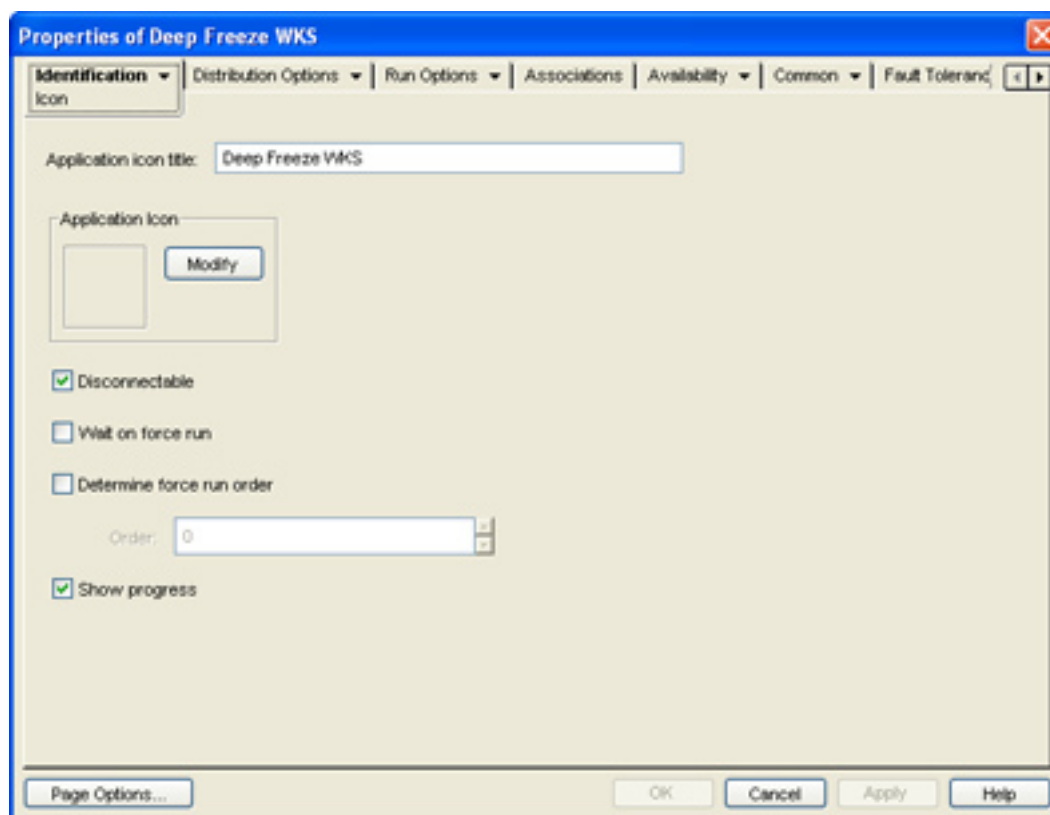 Properties of Deep Freeze WKS
Identification Distribution Options Run Options Associations Availability Common Fault Toleranc
Icon
Application icon title: Deep Freeze WKS
Application Icon
Modify
Disconnectable
Wait on force run
Determine force run order
Order: 0
Show progress
Page Options... OK Cancel Apply Help